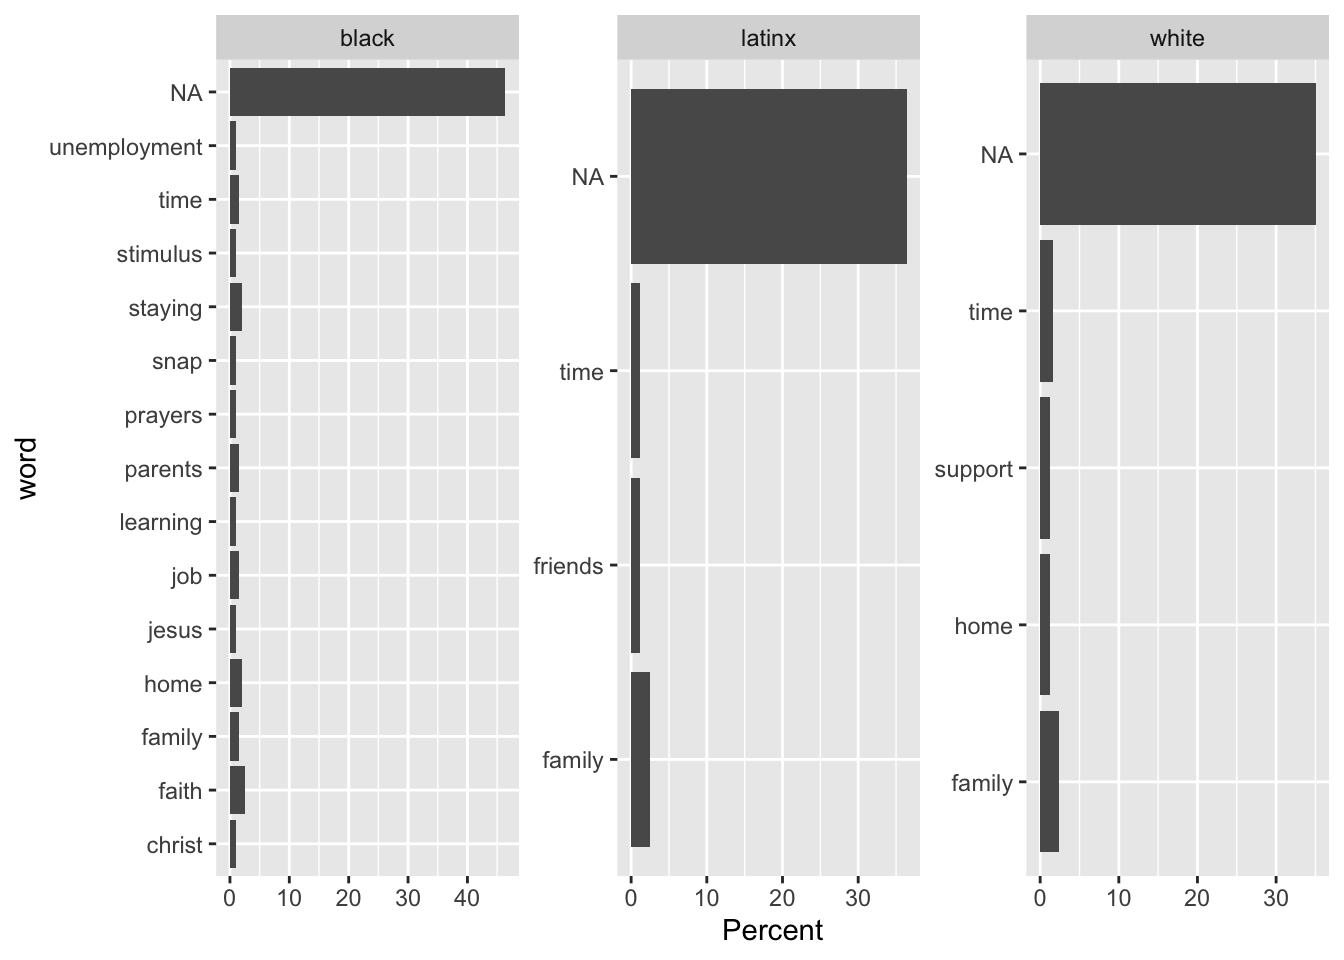 black
latinx
white
word
NA
unemployment
time
stimulus
staying
snap
prayers
parents
learning
job
jesus
home
family
faith
christ
0 10 20 30 40
NA
time
friends
family
0 10 20 30
NA
time
support
home
family
0 10 20 30
Percent